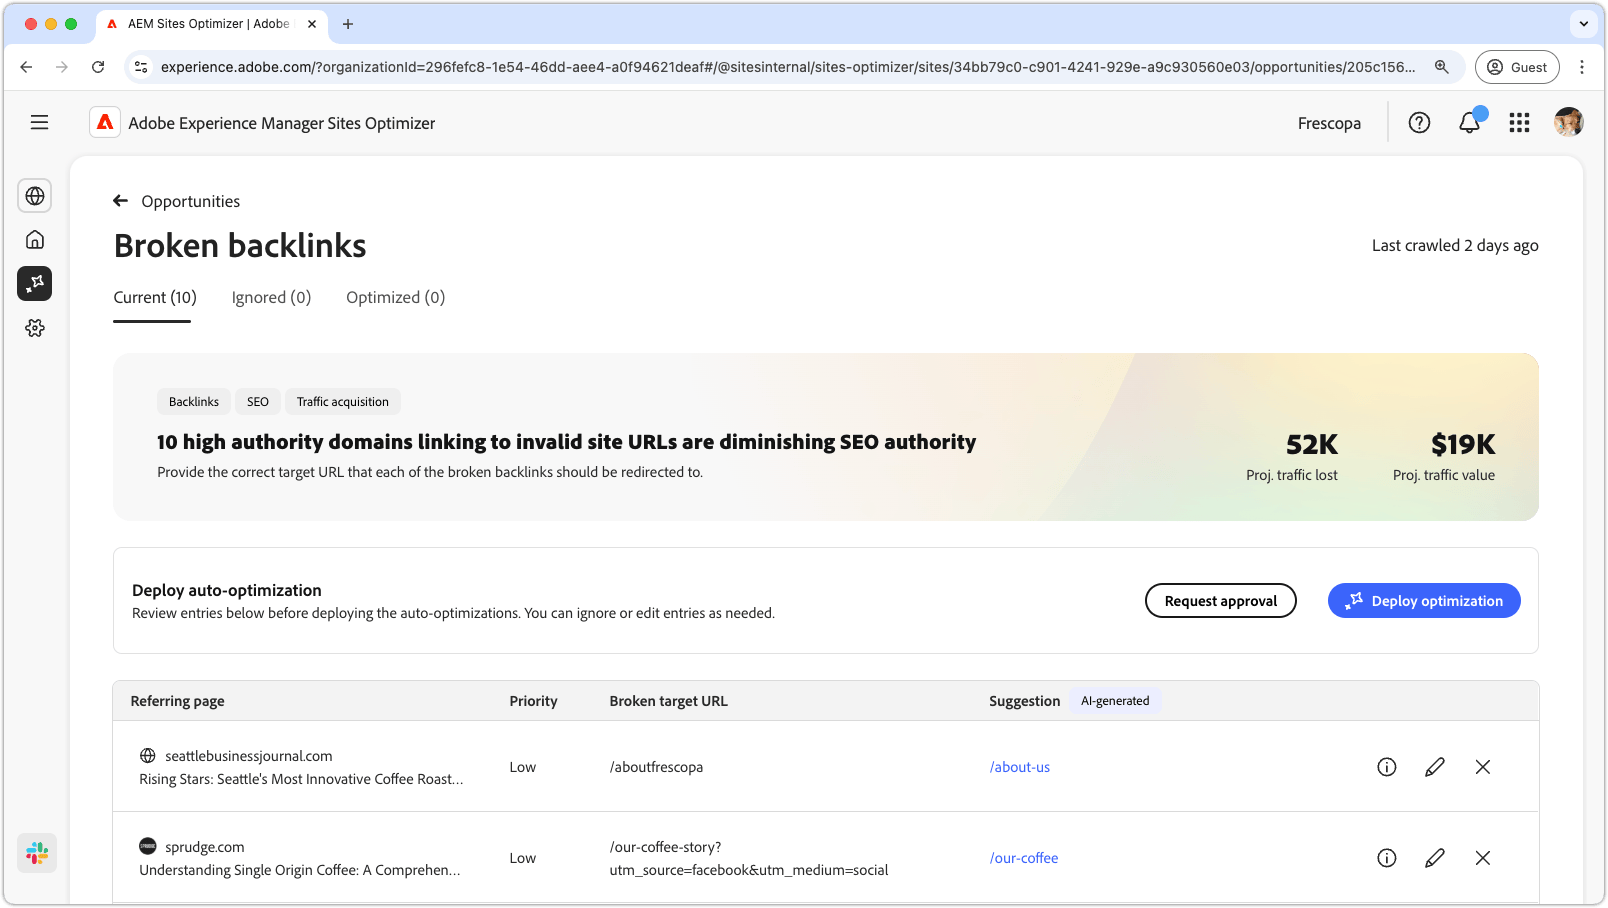 AEM Sites Optimizer | Adobe
experience.adobe.com/?organizationId=296fefc8-1e54-46dd-aee4-a0f94621deaf#/@sitesinternal/sites-optimizer/sites/34bb79c0-c901-4241-929e-a9c930560e03/opportunities/205c156...
Guest
Adobe Experience Manager Sites Optimizer
Frescopa
Opportunities
Broken backlinks
Last crawled 2 days ago
Current (10)
Ignored (0)
Optimized (0)
Backlinks
SEO
Traffic acquisition
10 high authority domains linking to invalid site URLs are diminishing SEO authority
Provide the correct target URL that each of the broken backlinks should be redirected to.
52K
Proj. traffic lost
$19K
Proj. traffic value
Deploy auto-optimization
Review entries below before deploying the auto-optimizations. You can ignore or edit entries as needed.
Request approval
Deploy optimization
Referring page
Priority
Broken target URL
Suggestion
AI-generated
seattlebusinessjournal.com
Rising Stars: Seattle's Most Innovative Coffee Roast...
Low
/aboutfrescopa
/about-us
sprudge.com
Understanding Single Origin Coffee: A Comprehen...
Low
/our-coffee-story?
utm_source=facebook&utm_medium=social
/our-coffee